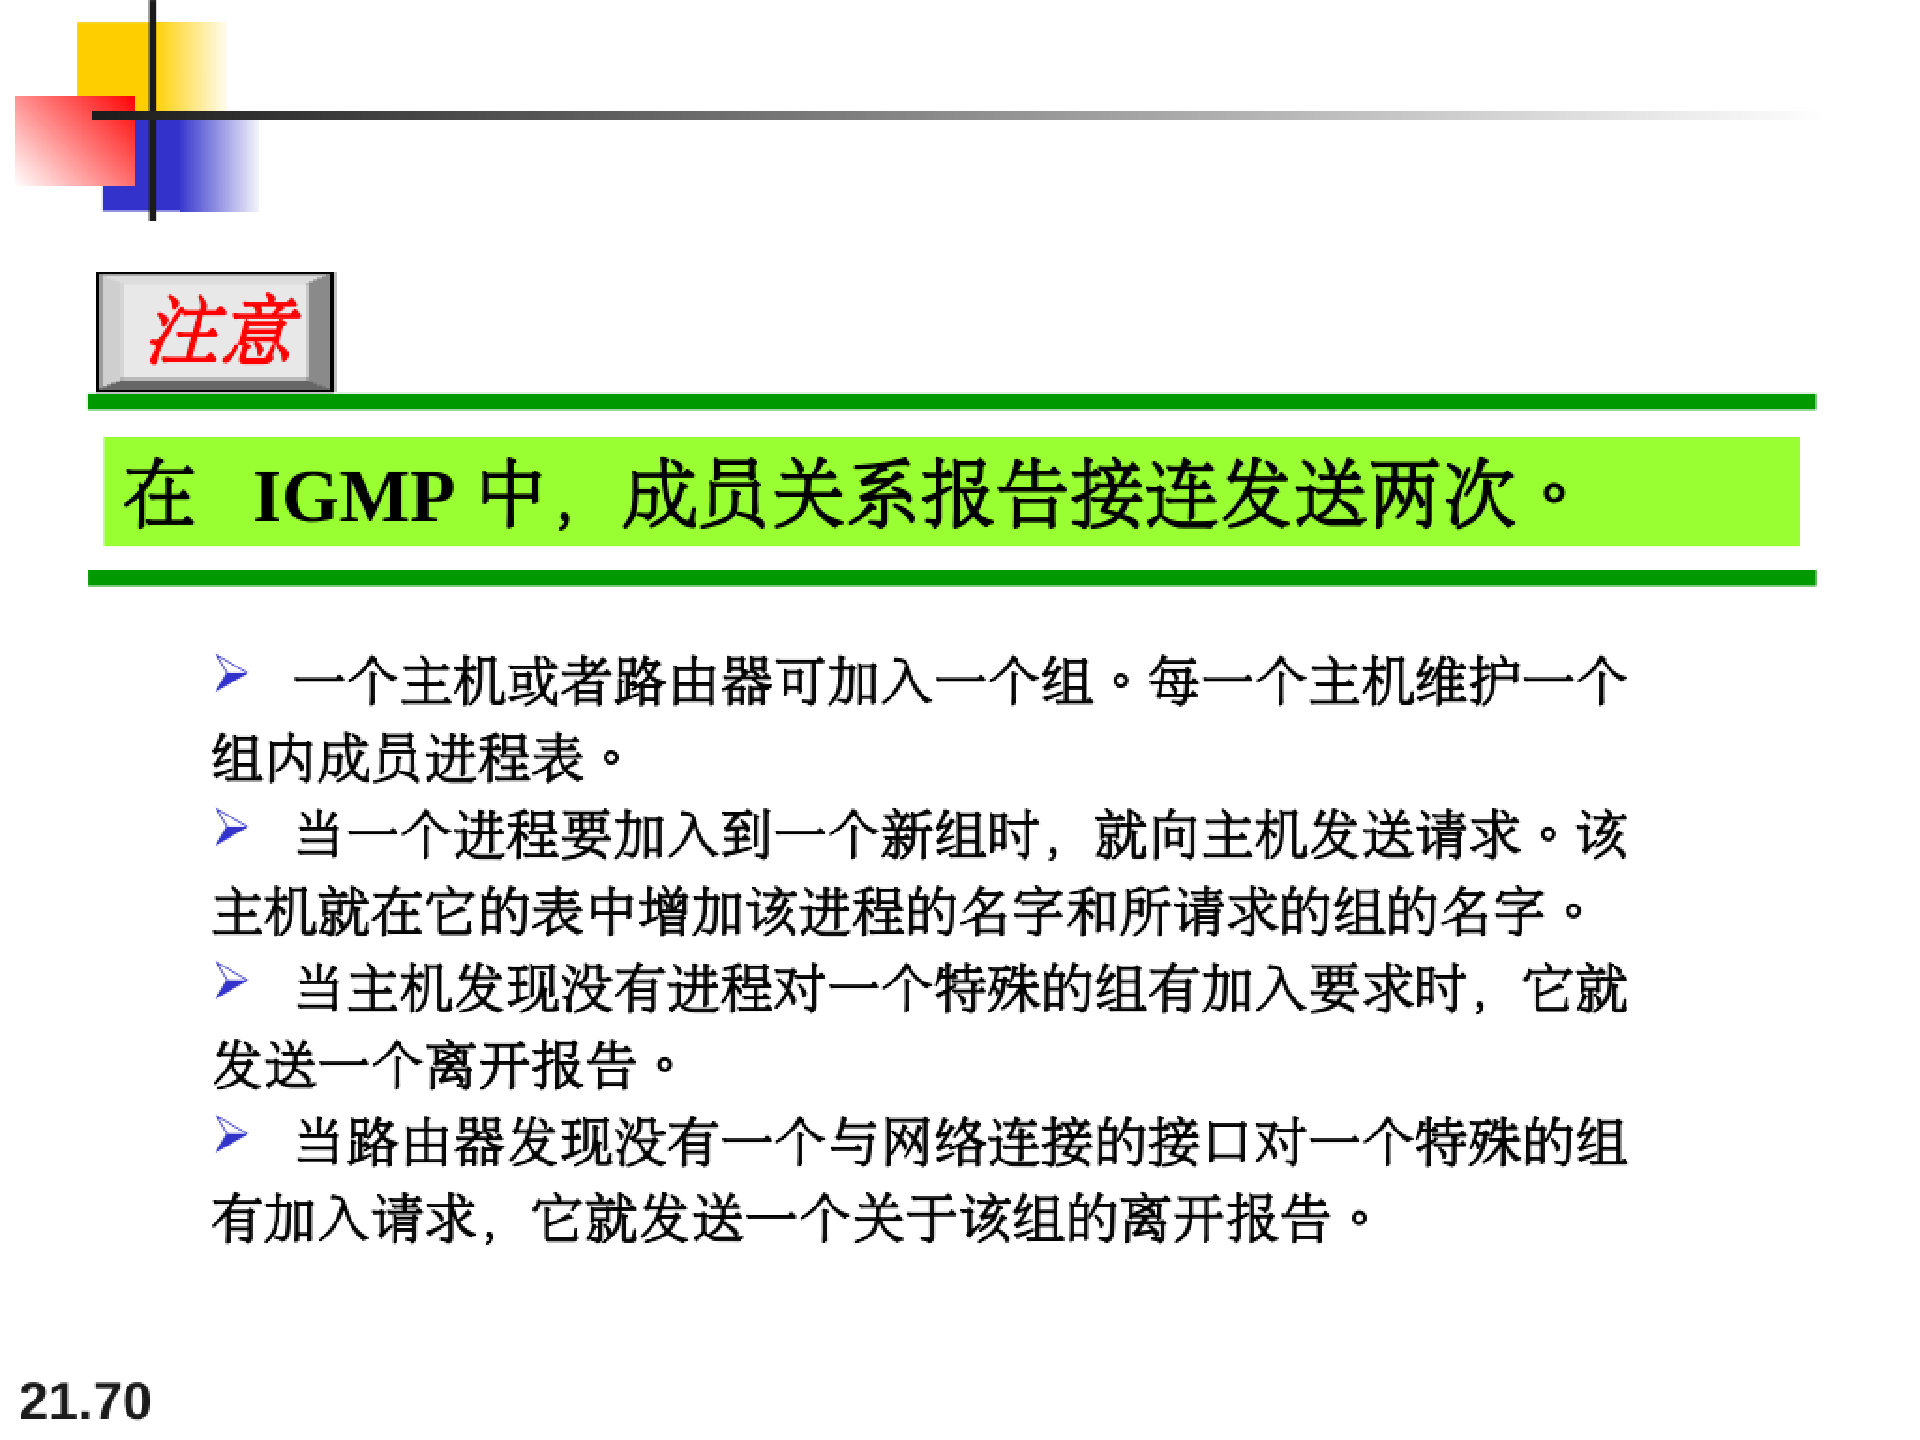 注意
在 IGMP 中，成员关系报告接连发送两次。
一个主机或者路由器可加入一个组。每一个主机维护一个
组内成员进程表。
当一个进程要加入到一个新组时，就向主机发送请求。该
主机就在它的表中增加该进程的名字和所请求的组的名字。
当主机发现没有进程对一个特殊的组有加入要求时，它就
发送一个离开报告。
当路由器发现没有一个与网络连接的接口对一个特殊的组
有加入请求，它就发送一个关于该组的离开报告。
21.70